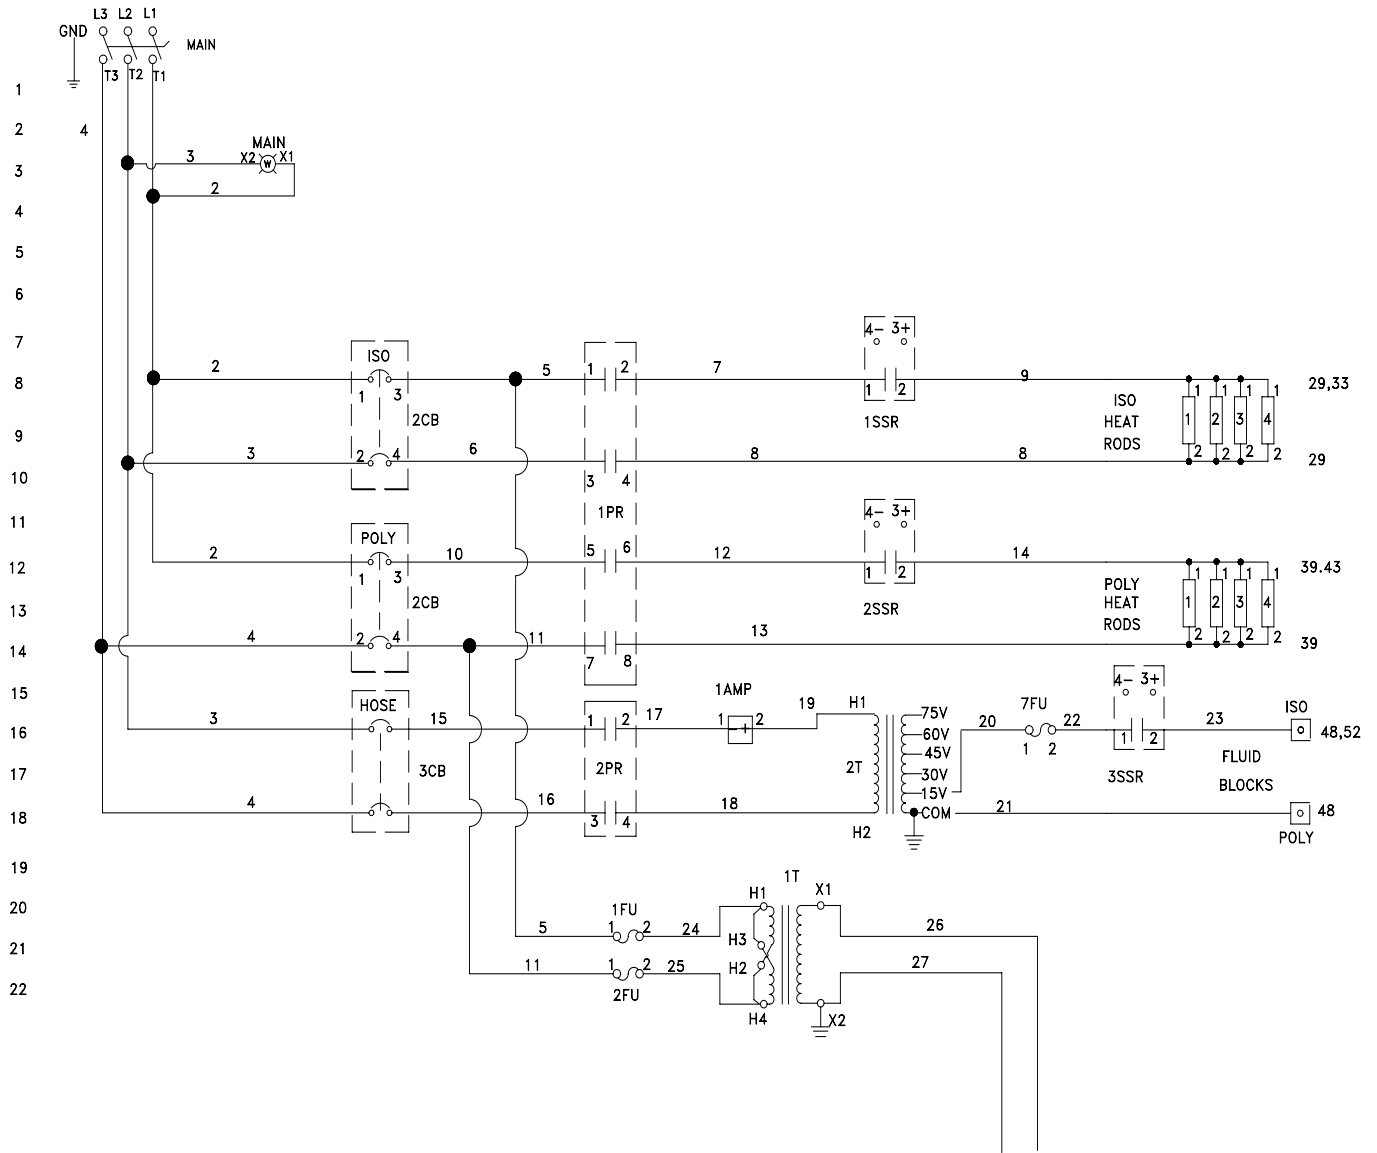 L3 L2 L1
GND
MAIN
T3 T2 T1
1
2 4
MAIN
3 3 X2 W X1
2
4
5
6
7 4- 3+
ISO
2 5 1 2 7 9 1 1 1 1
8 1 3 1 2 29,33
2CB 1SSR
ISO
HEAT
RODS
1 2 3 4
9
3 2 4 6 8 8 2 2 2 2 29
10 3 4
1PR
11 4- 3+
POLY
2 10 5 6 12 14 1 1 1 1
12 1 3 1 2 39.43
2CB 2SSR
POLY
HEAT
RODS
1 2 3 4
13
4 2 4 11 13 2 2 2 2 39
14 7 8
15 4- 3+
1AMP
HOSE 19 H1 75V 7FU ISO
3 15 1 2 17 1 - + 2 20 22 23
16 60V 1 2 1 2 48,52
45V
3CB 2PR 2T 30V 3SSR FLUID
17 15V BLOCKS
4 16 18 21
18 3 4 COM 48
H2 POLY
19
1T
20 1FU H1 X1
5 1 2 24 26
21 H3
11 1 2 25 H2 27
22 2FU
H4 X2